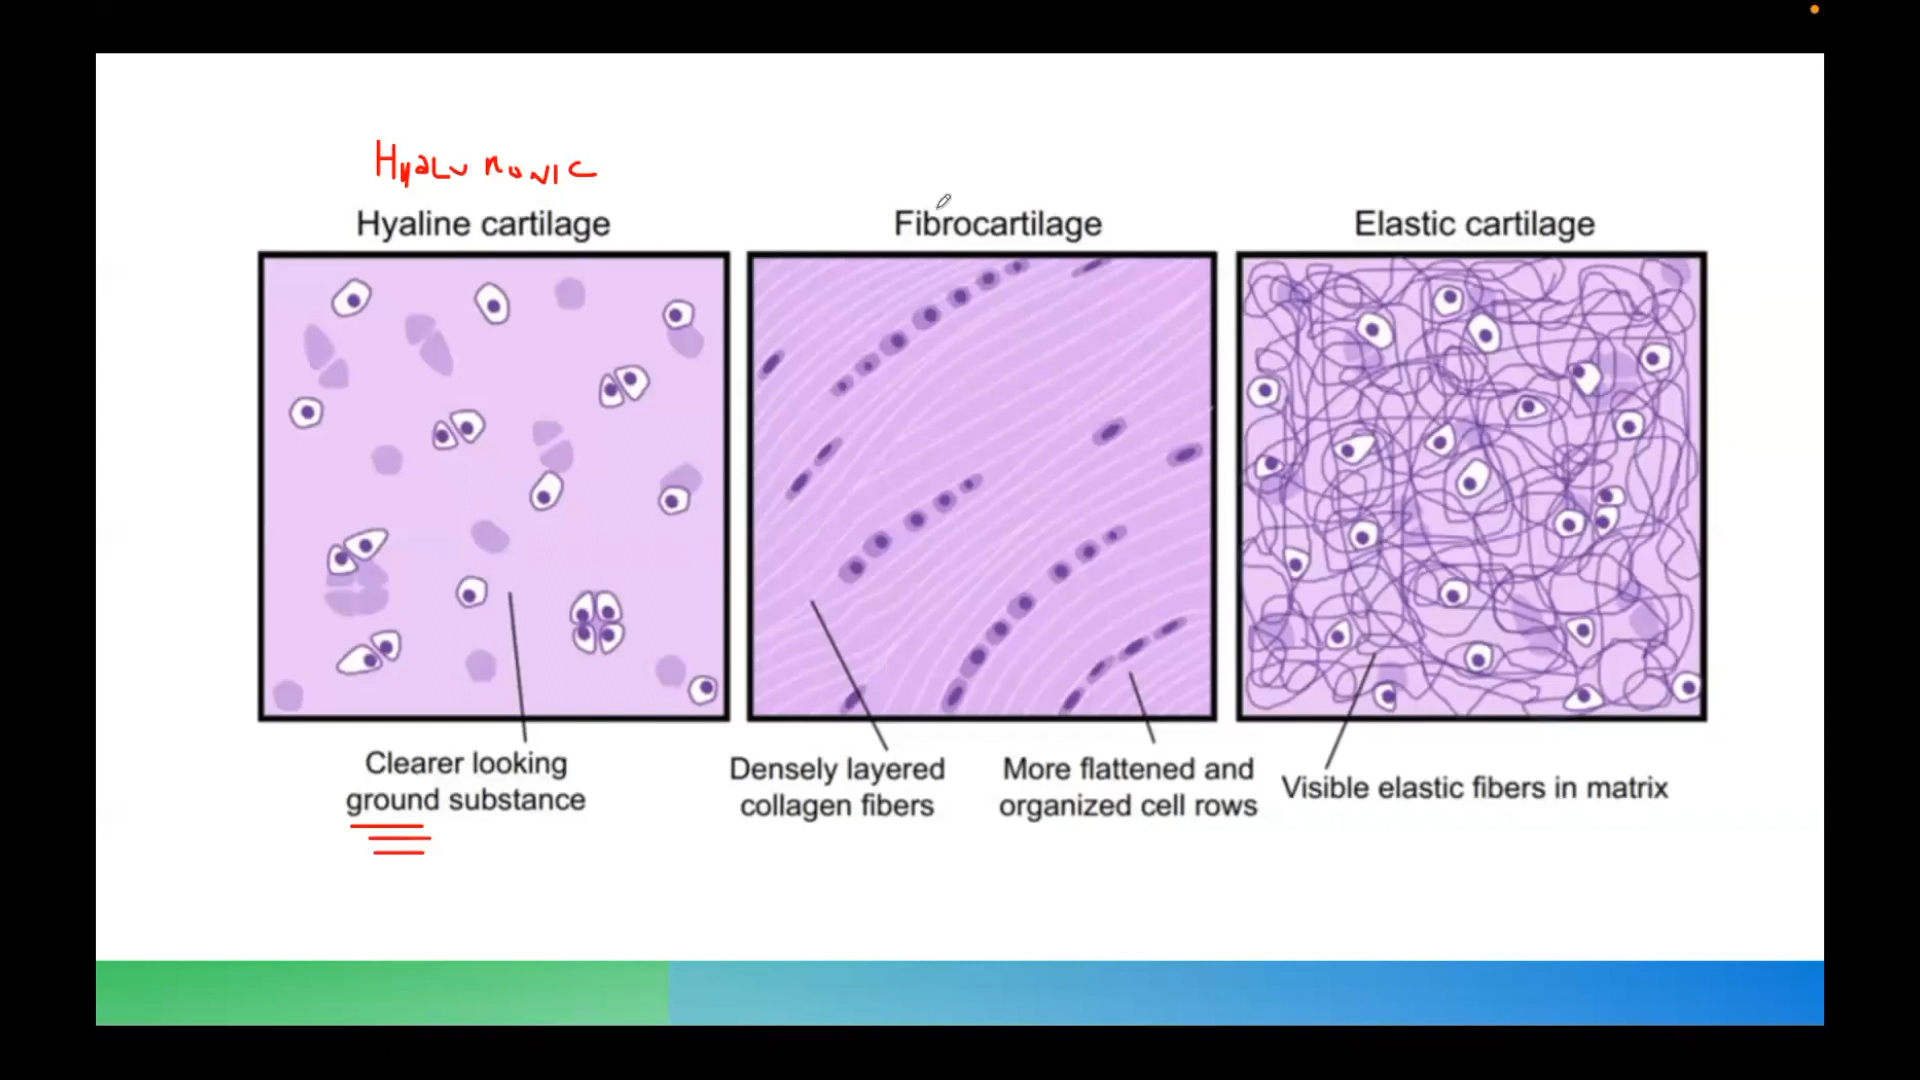 Hyaluronic
Hyaline cartilage
Fibrocartilage
Elastic cartilage
Clearer looking
ground substance
Densely layered
collagen fibers
More flattened and
organized cell rows
Visible elastic fibers in matrix